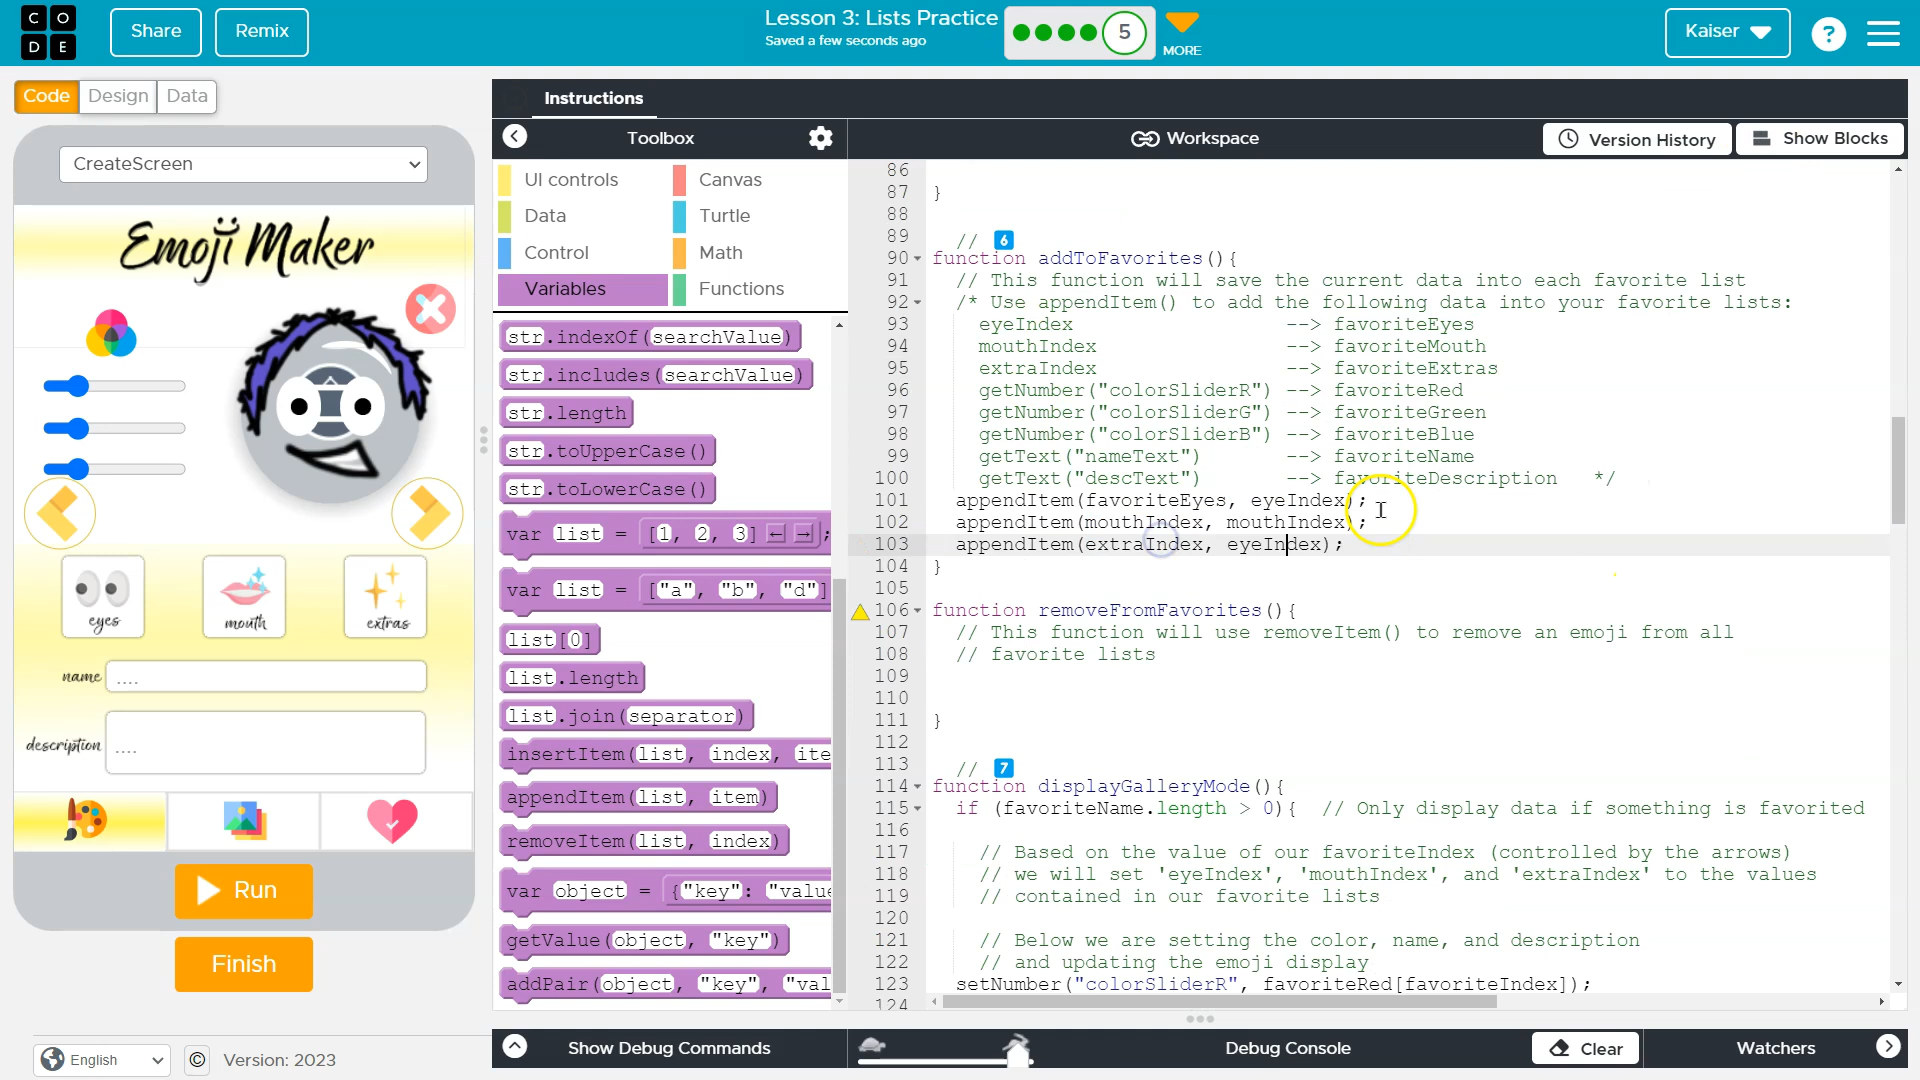 CO
DE
Share
Remix
Lesson 3: Lists Practice
Saved a few seconds ago
5
MORE
Kaiser
?
Code
Design
Data
CreateScreen
Emoji Maker
eyes
mouth
extras
name
....
description
....
Run
Finish
English
©
Version: 2023
Instructions
Toolbox
Workspace
Version History
Show Blocks
UI controls
Canvas
Data
Turtle
Control
Math
Variables
Functions
str.indexOf(searchValue)
str.includes(searchValue)
str.length
str.toUpperCase()
str.toLowerCase()
var list = [1, 2, 3] ← → ;
var list = ["a", "b", "d"]
list[0]
list.length
list.join(separator)
insertItem(list, index, ite
appendItem(list, item)
removeItem(list, index)
var object = {"key": "value
getValue(object, "key")
addPair(object, "key", "val
86
87 }
88
89 // 6
90 function addToFavorites(){
91 // This function will save the current data into each favorite list
92 /* Use appendItem() to add the following data into your favorite lists:
93 eyeIndex --> favoriteEyes
94 mouthIndex --> favoriteMouth
95 extraIndex --> favoriteExtras
96 getNumber("colorSliderR") --> favoriteRed
97 getNumber("colorSliderG") --> favoriteGreen
98 getNumber("colorSliderB") --> favoriteBlue
99 getText("nameText") --> favoriteName
100 getText("descText") --> favoriteDescription */
101 appendItem(favoriteEyes, eyeIndex);
102 appendItem(mouthIndex, mouthIndex);
103 appendItem(extraIndex, eyeIndex);
104 }
105
106 function removeFromFavorites(){
107 // This function will use removeItem() to remove an emoji from all
108 // favorite lists
109
110
111 }
112
113 // 7
114 function displayGalleryMode(){
115 if (favoriteName.length > 0){ // Only display data if something is favorited
116
117 // Based on the value of our favoriteIndex (controlled by the arrows)
118 // we will set 'eyeIndex', 'mouthIndex', and 'extraIndex' to the values
119 // contained in our favorite lists
120
121 // Below we are setting the color, name, and description
122 // and updating the emoji display
123 setNumber("colorSliderR", favoriteRed[favoriteIndex]);
124
Show Debug Commands
Debug Console
Clear
Watchers